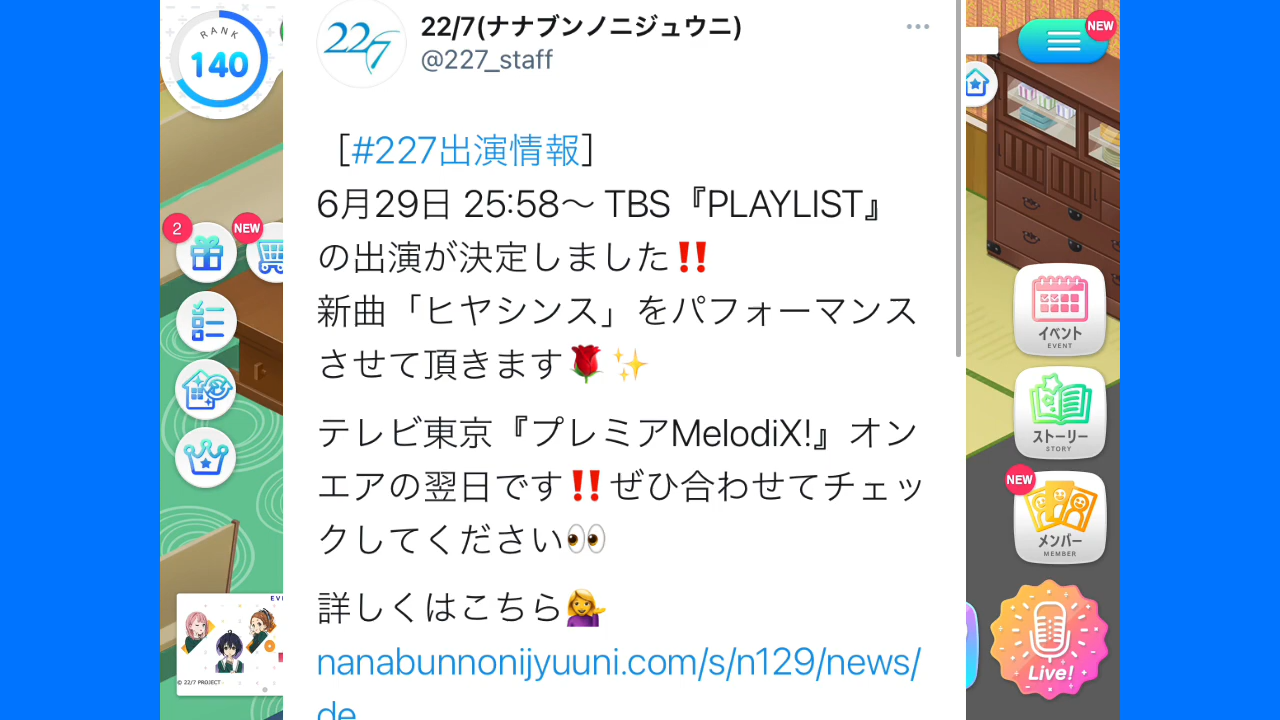 RANK
140
2
NEW
EV
© 22/7 PROJECT
22/7
22/7(ナナブンノニジュウニ)
@227_staff
［#227出演情報］
6月29日 25:58〜 TBS『PLAYLIST』
の出演が決定しました‼️
新曲「ヒヤシンス」をパフォーマンス
させて頂きます🌹✨
テレビ東京『プレミアMelodiX!』オン
エアの翌日です‼️ぜひ合わせてチェッ
クしてください👀
詳しくはこちら💁‍♀️
nanabunnonijyuuni.com/s/n129/news/
de
NEW
イベント
EVENT
ストーリー
STORY
NEW
メンバー
MEMBER
Live!